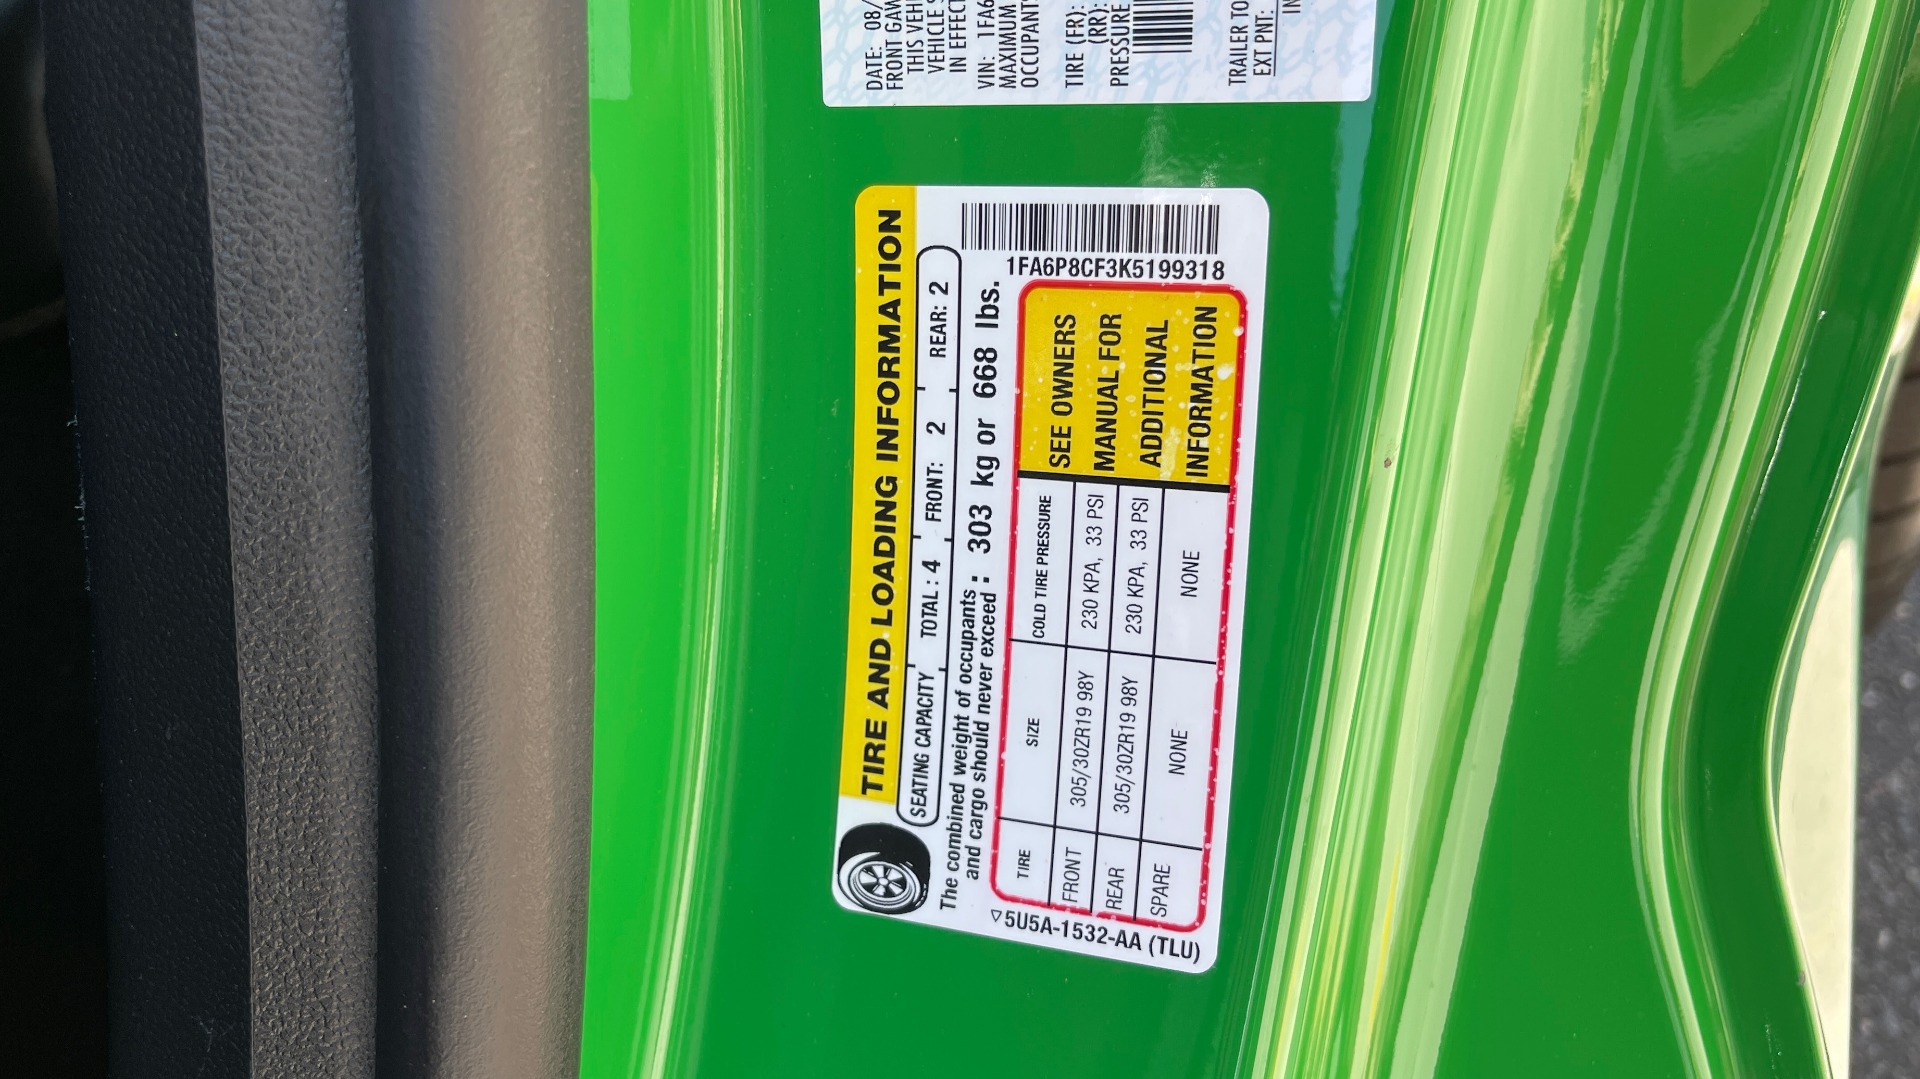 DATE: 08/
FRONT GAW
THIS VEH
VEHICLE S
IN EFFECT
VIN: 1FA6
MAXIMUM
OCCUPANT
TIRE (FR):
(RR):
PRESSURE
TRAILER TO
EXT PNT:
TIRE AND LOADING INFORMATION
SEATING CAPACITY TOTAL : 4 FRONT: 2 REAR: 2
The combined weight of occupants
and cargo should never exceed : 303 kg or 668 lbs.
1FA6P8CF3K5199318
TIRE SIZE COLD TIRE PRESSURE
FRONT 305/30ZR19 98Y 230 KPA, 33 PSI
REAR 305/30ZR19 98Y 230 KPA, 33 PSI
SPARE NONE NONE
SEE OWNERS
MANUAL FOR
ADDITIONAL
INFORMATION
5U5A-1532-AA (TLU)